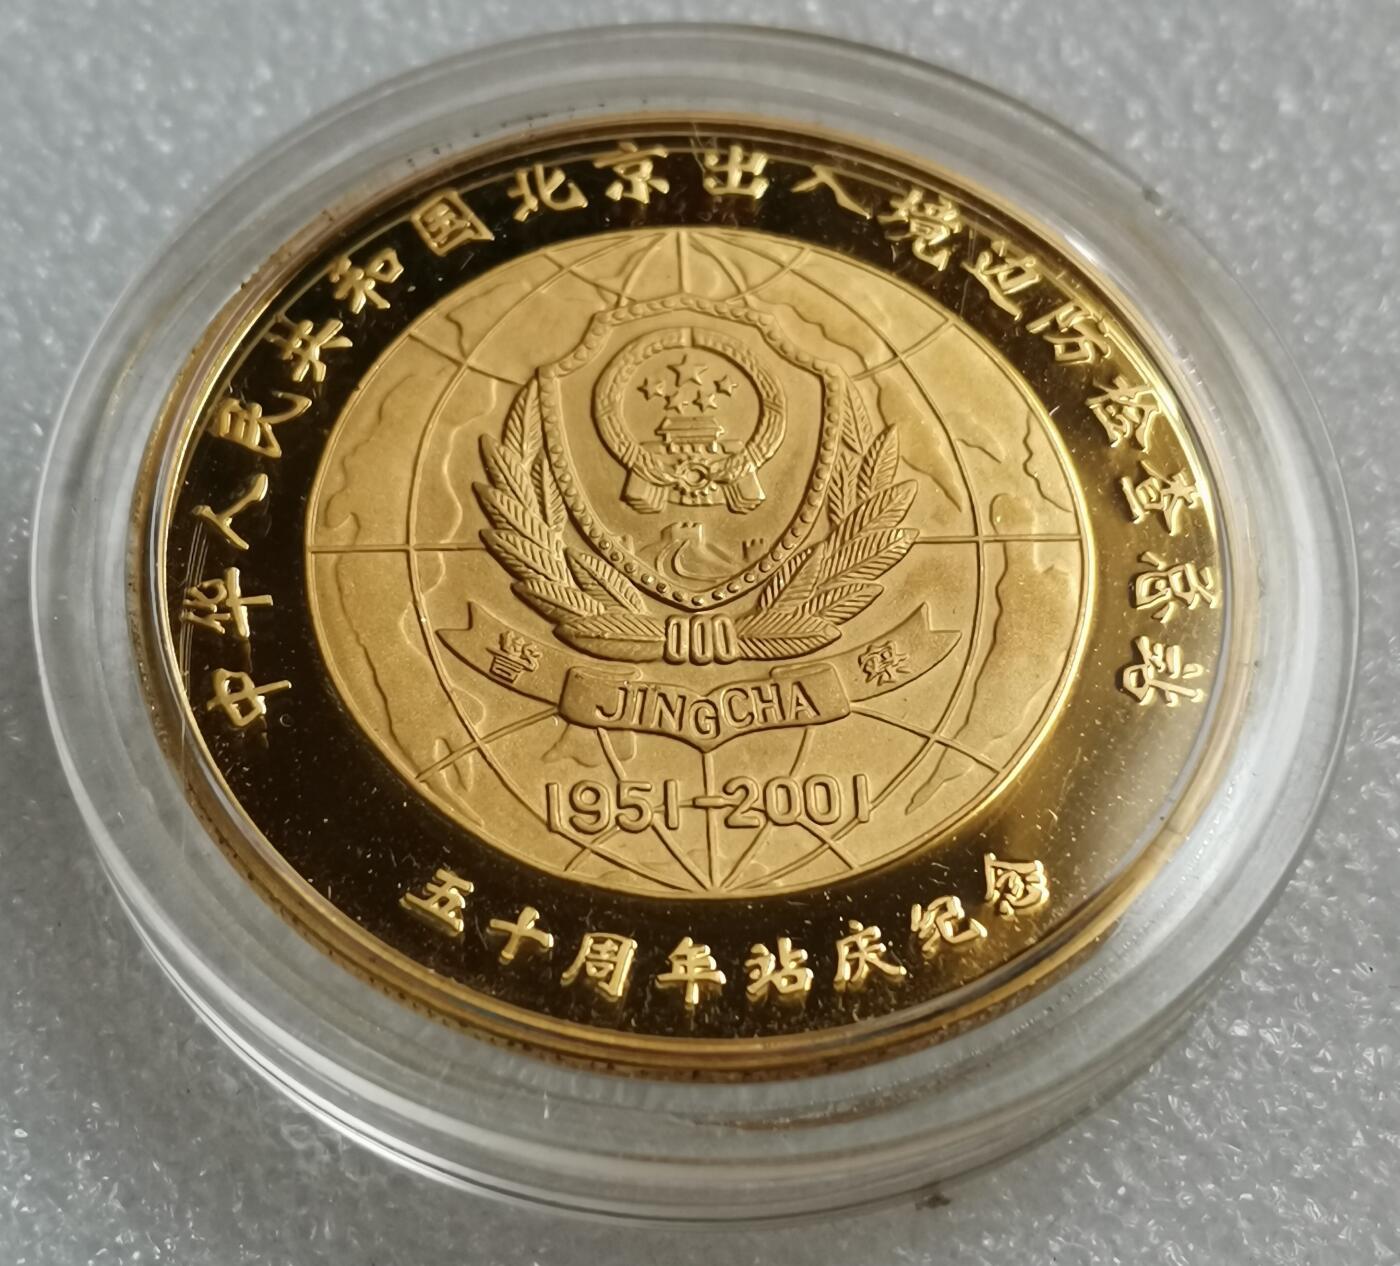 中华人民共和国北京出入境边防检查总站
警 察
JINGCHA
1951-2001
五十周年站庆纪念